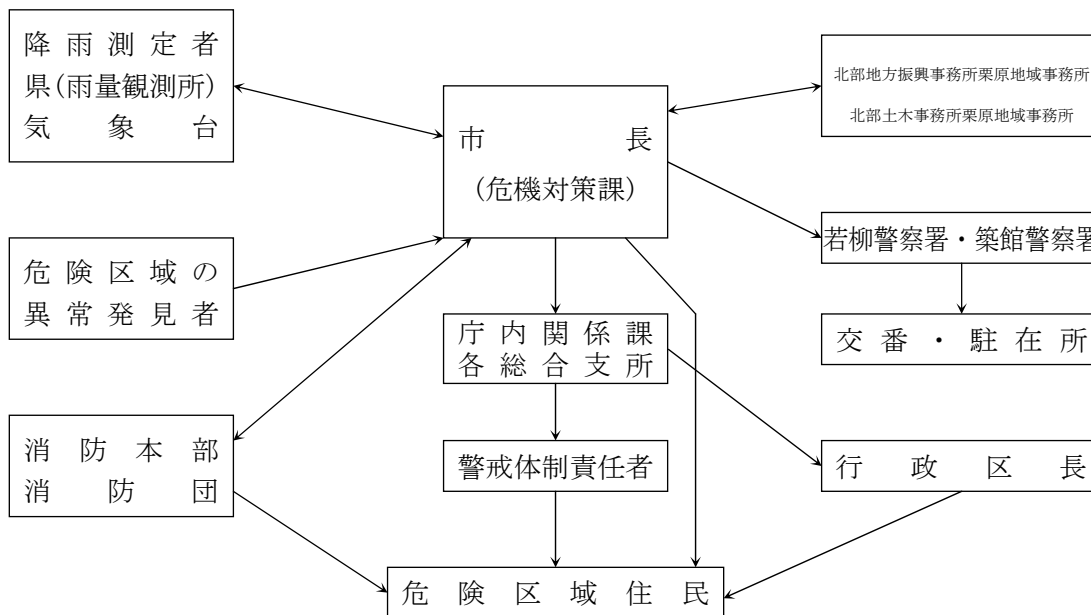 降雨測定者
県(雨量観測所)
気象台
市長
(危機対策課)
北部地方振興事務所栗原地域事務所
北部土木事務所栗原地域事務所
危険区域の
異常発見者
若柳警察署・築館警察署
庁内関係課
各総合支所
交番・駐在所
消防本部
消防団
警戒体制責任者
行政区長
危険区域住民